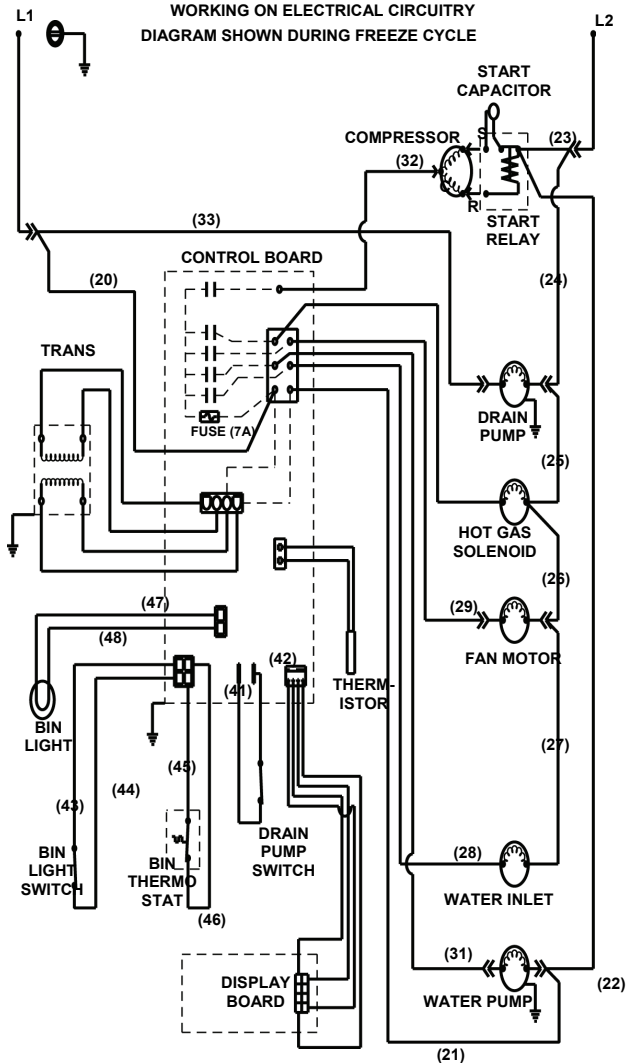 WORKING ON ELECTRICAL CIRCUITRY
L1
DIAGRAM SHOWN DURING FREEZE CYCLE
L2
START
CAPACITOR
COMPRESSOR
S
(23)
(32)
C
R
START
RELAY
(33)
CONTROL BOARD
(20)
(24)
TRANS
FUSE (7A)
DRAIN
PUMP
(25)
HOT GAS
SOLENOID
(26)
(47)
(29)
(48)
FAN MOTOR
(42)
(41)
THERM-
ISTOR
BIN
LIGHT
(27)
(45)
(44)
(43)
BIN
LIGHT
SWITCH
BIN
THERMO
STAT
DRAIN
PUMP
SWITCH
(28)
WATER INLET
(46)
(31)
DISPLAY
BOARD
WATER PUMP
(22)
(21)